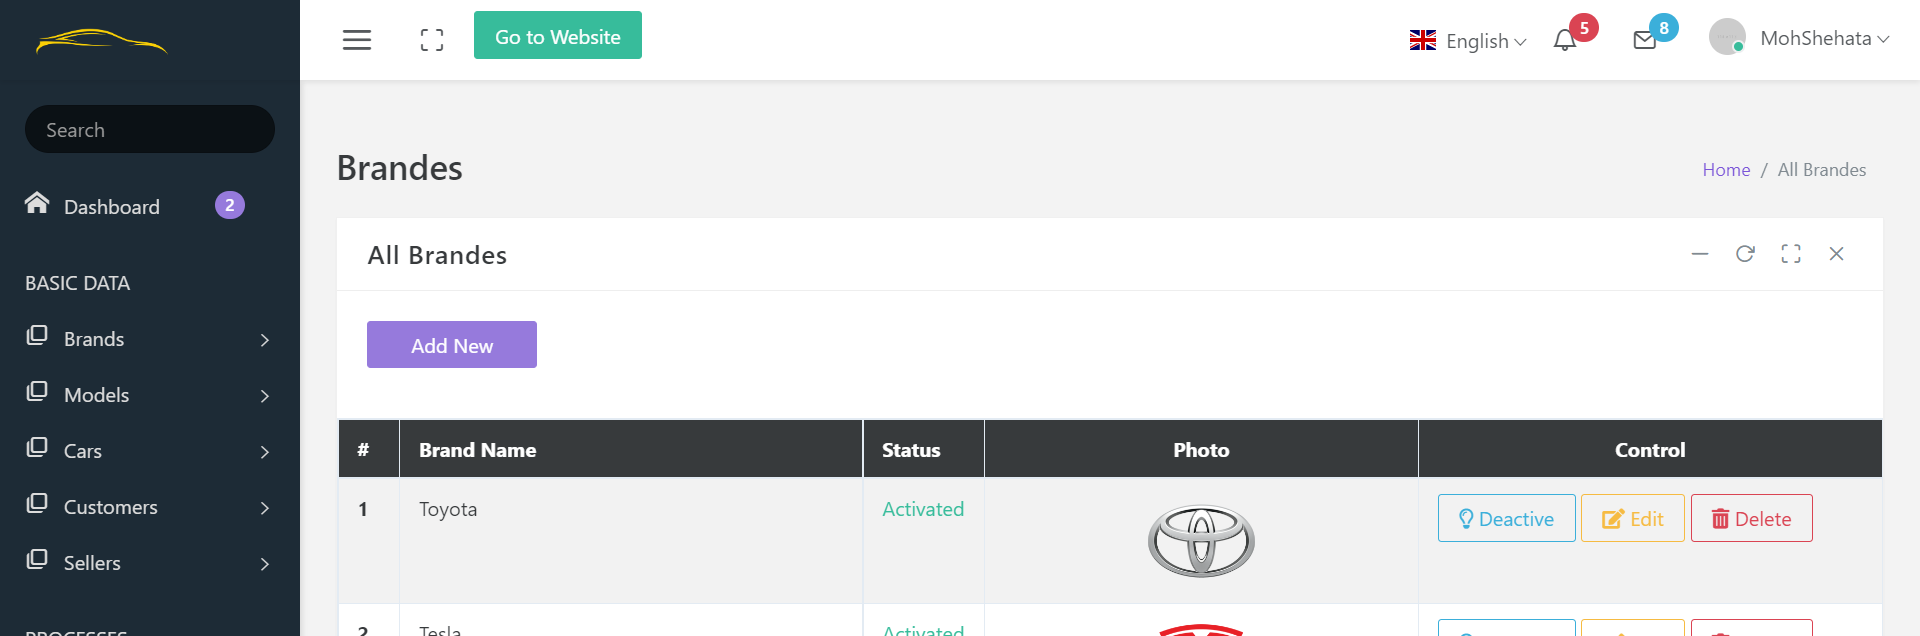 Go to Website
English
5
8
MohShehata
Search
Dashboard
2
BASIC DATA
Brands
Models
Cars
Customers
Sellers
PROCESSES
Brandes
Home / All Brandes
All Brandes
Add New
# Brand Name Status Photo Control
1 Toyota Activated Deactive Edit Delete
2 Tesla Activated